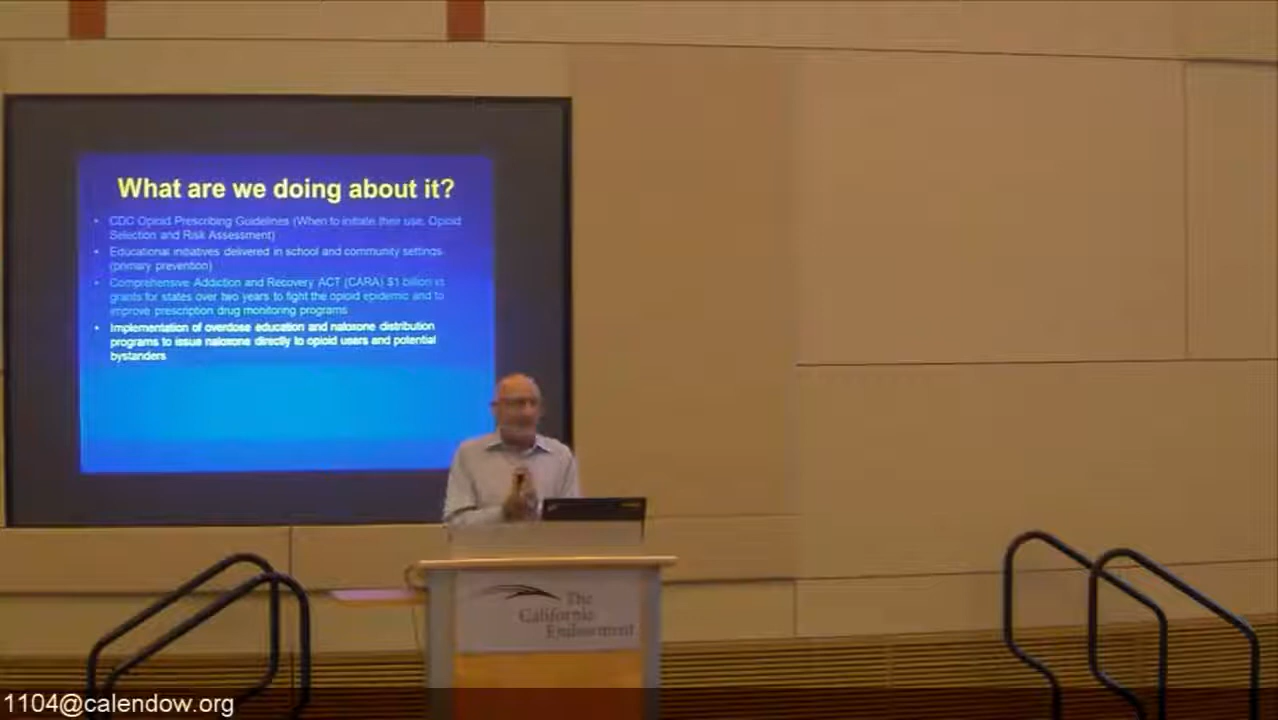 What are we doing about it?
• CDC Opioid Prescribing Guidelines (When to initiate their use, Opioid
Selection and Risk Assessment)
• Educational initiatives delivered in school and community settings
(primary prevention)
• Comprehensive Addiction and Recovery ACT (CARA) $1 billion in
grants for states over two years to fight the opioid epidemic and to
improve prescription drug monitoring programs
• Implementation of overdose education and naloxone distribution
programs to issue naloxone directly to opioid users and potential
bystanders
The
California
Endowment
1104@calendow.org